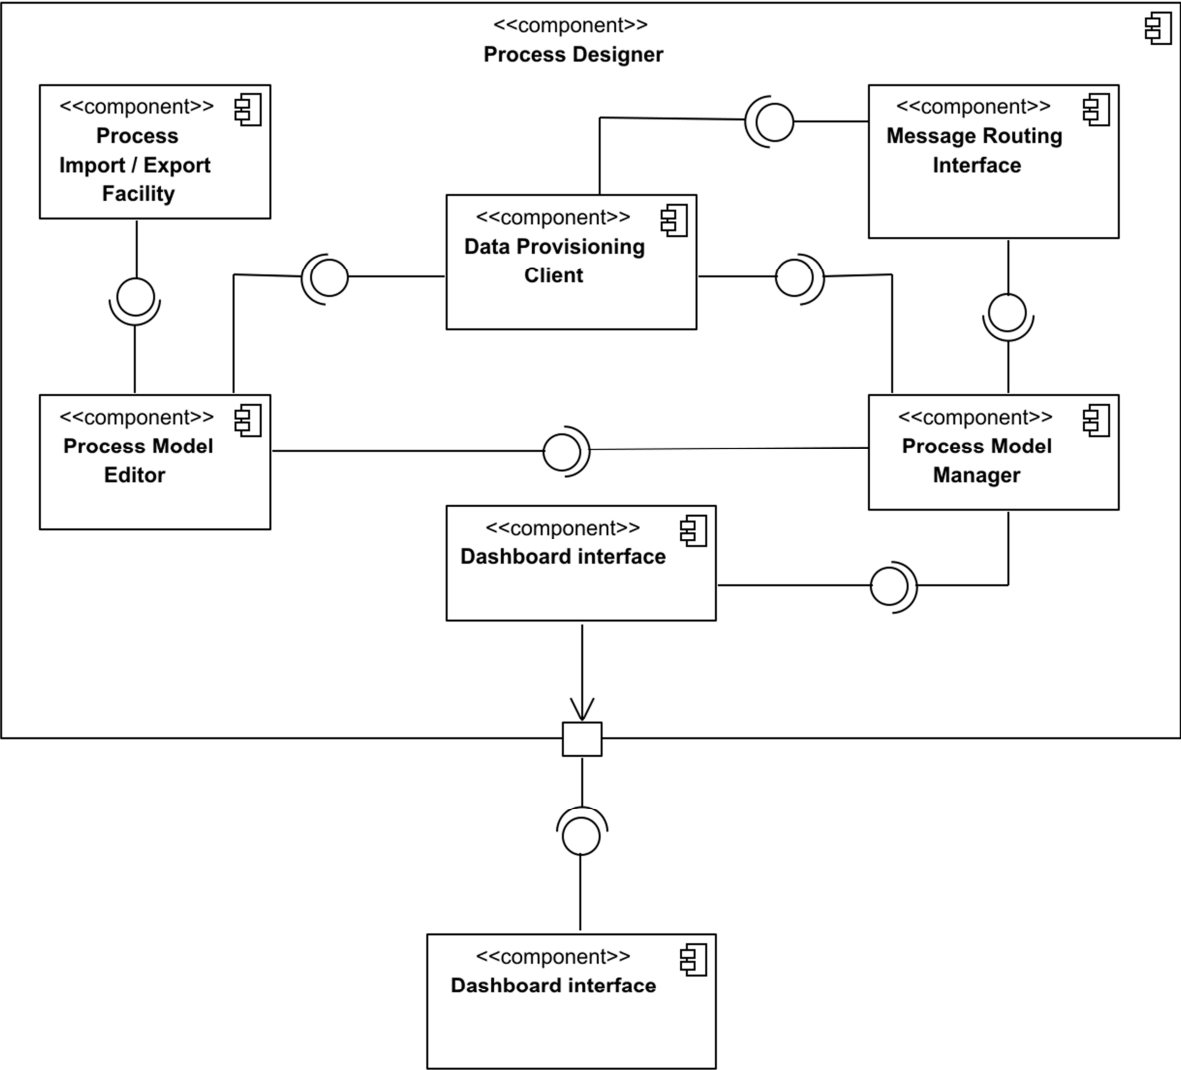 <<component>>
Process Designer
<<component>>
Process
Import / Export
Facility
<<component>>
Message Routing
Interface
<<component>>
Data Provisioning
Client
<<component>>
Process Model
Editor
<<component>>
Process Model
Manager
<<component>>
Dashboard interface
<<component>>
Dashboard interface